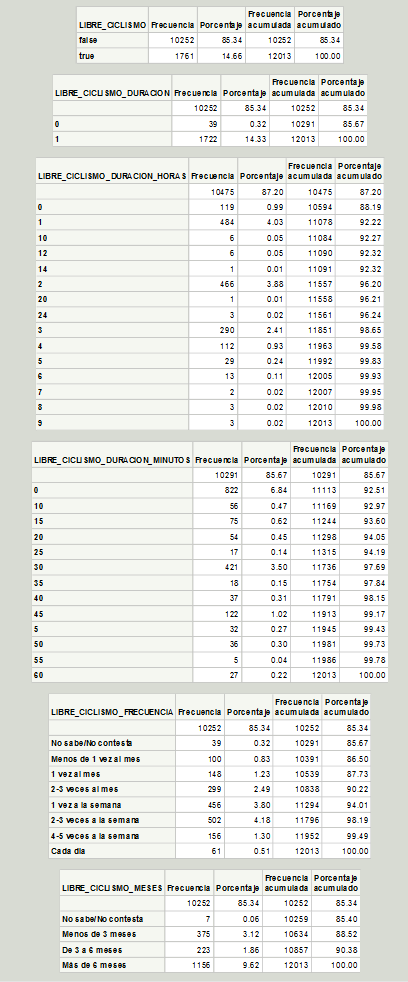 LIBRE_CICLISMO Frecuencia Porcentaje Frecuencia acumulada Porcentaje acumulado
false 10252 85.34 10252 85.34
true 1761 14.66 12013 100.00
LIBRE_CICLISMO_DURACION Frecuencia Porcentaje Frecuencia acumulada Porcentaje acumulado
10252 85.34 10252 85.34
0 39 0.32 10291 85.67
1 1722 14.33 12013 100.00
LIBRE_CICLISMO_DURACION_HORAS Frecuencia Porcentaje Frecuencia acumulada Porcentaje acumulado
10475 87.20 10475 87.20
0 119 0.99 10594 88.19
1 484 4.03 11078 92.22
10 6 0.05 11084 92.27
12 6 0.05 11090 92.32
14 1 0.01 11091 92.32
2 466 3.88 11557 96.20
20 1 0.01 11558 96.21
24 3 0.02 11561 96.24
3 290 2.41 11851 98.65
4 112 0.93 11963 99.58
5 29 0.24 11992 99.83
6 13 0.11 12005 99.93
7 2 0.02 12007 99.95
8 3 0.02 12010 99.98
9 3 0.02 12013 100.00
LIBRE_CICLISMO_DURACION_MINUTOS Frecuencia Porcentaje Frecuencia acumulada Porcentaje acumulado
10291 85.67 10291 85.67
0 822 6.84 11113 92.51
10 56 0.47 11169 92.97
15 75 0.62 11244 93.60
20 54 0.45 11298 94.05
25 17 0.14 11315 94.19
30 421 3.50 11736 97.69
35 18 0.15 11754 97.84
40 37 0.31 11791 98.15
45 122 1.02 11913 99.17
5 32 0.27 11945 99.43
50 36 0.30 11981 99.73
55 5 0.04 11986 99.78
60 27 0.22 12013 100.00
LIBRE_CICLISMO_FRECUENCIA Frecuencia Porcentaje Frecuencia acumulada Porcentaje acumulado
10252 85.34 10252 85.34
No sabe/No contesta 39 0.32 10291 85.67
Menos de 1 vez al mes 100 0.83 10391 86.50
1 vez al mes 148 1.23 10539 87.73
2-3 veces al mes 299 2.49 10838 90.22
1 vez a la semana 456 3.80 11294 94.01
2-3 veces a la semana 502 4.18 11796 98.19
4-5 veces a la semana 156 1.30 11952 99.49
Cada dia 61 0.51 12013 100.00
LIBRE_CICLISMO_MESES Frecuencia Porcentaje Frecuencia acumulada Porcentaje acumulado
10252 85.34 10252 85.34
No sabe/No contesta 7 0.06 10259 85.40
Menos de 3 meses 375 3.12 10634 88.52
De 3 a 6 meses 223 1.86 10857 90.38
Más de 6 meses 1156 9.62 12013 100.00